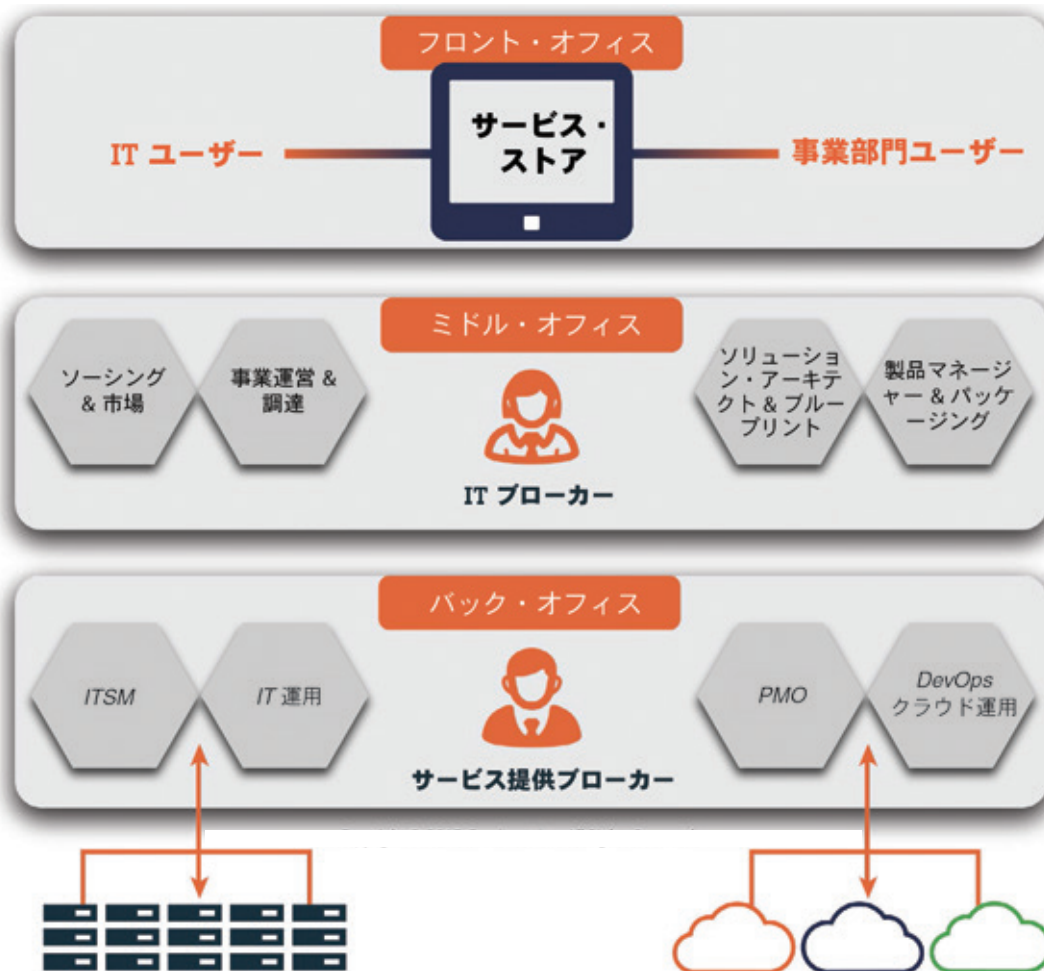 フロント・オフィス
サービス・
ストア
IT ユーザー
事業部門ユーザー
ミドル・オフィス
ソーシング
& 市場
事業運営 &
調達
IT ブローカー
ソリューショ
ン・アーキテ
クト & ブルー
プリント
製品マネージ
ャー & パッケ
ージング
バック・オフィス
ITSM
IT 運用
サービス提供ブローカー
PMO
DevOps
クラウド運用